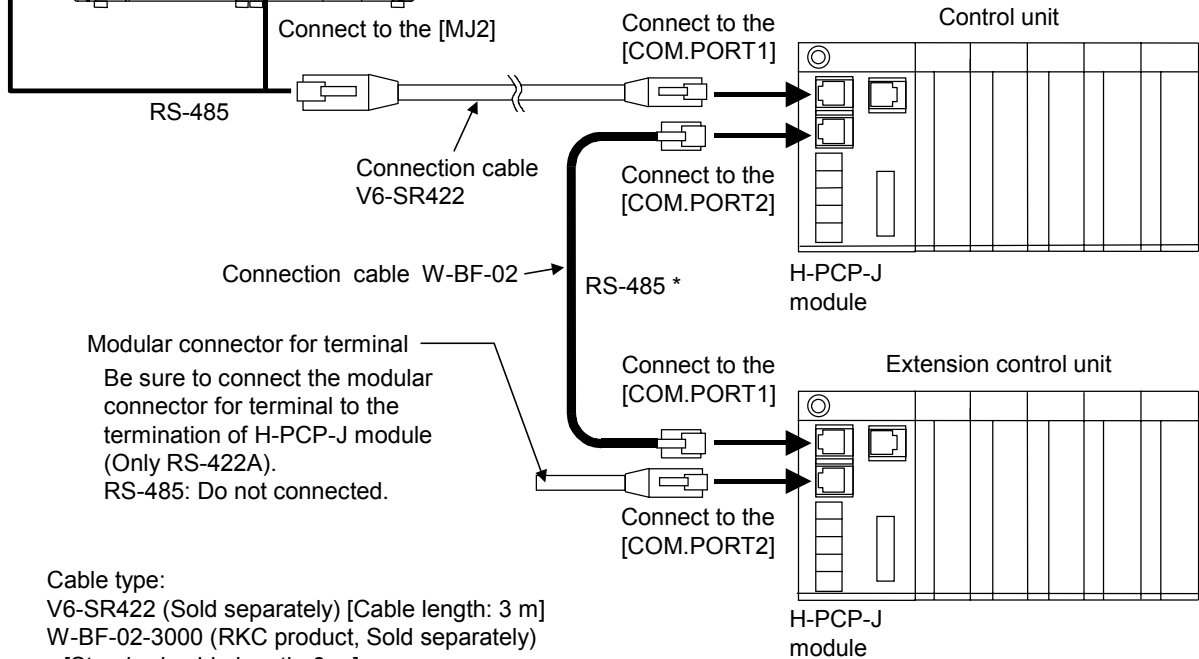 Connect to the [MJ2]
Connect to the
[COM.PORT1]
Control unit
RS-485
Connection cable
V6-SR422
Connect to the
[COM.PORT2]
Connection cable W-BF-02
RS-485 *
H-PCP-J
module
Modular connector for terminal
Be sure to connect the modular
connector for terminal to the
termination of H-PCP-J module
(Only RS-422A).
RS-485: Do not connected.
Connect to the
[COM.PORT1]
Extension control unit
Connect to the
[COM.PORT2]
H-PCP-J
module
Cable type:
V6-SR422 (Sold separately) [Cable length: 3 m]
W-BF-02-3000 (RKC product, Sold separately)